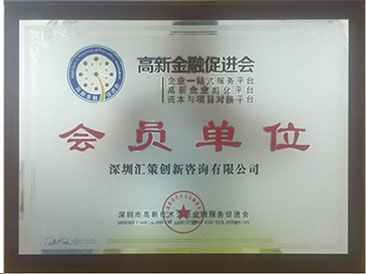 高新金融促进会
企业一站式服务平台
高新企业孵化平台
资本与项目对接平台
会员单位
深圳汇策创新咨询有限公司
深圳市高新技术产业金融服务促进会